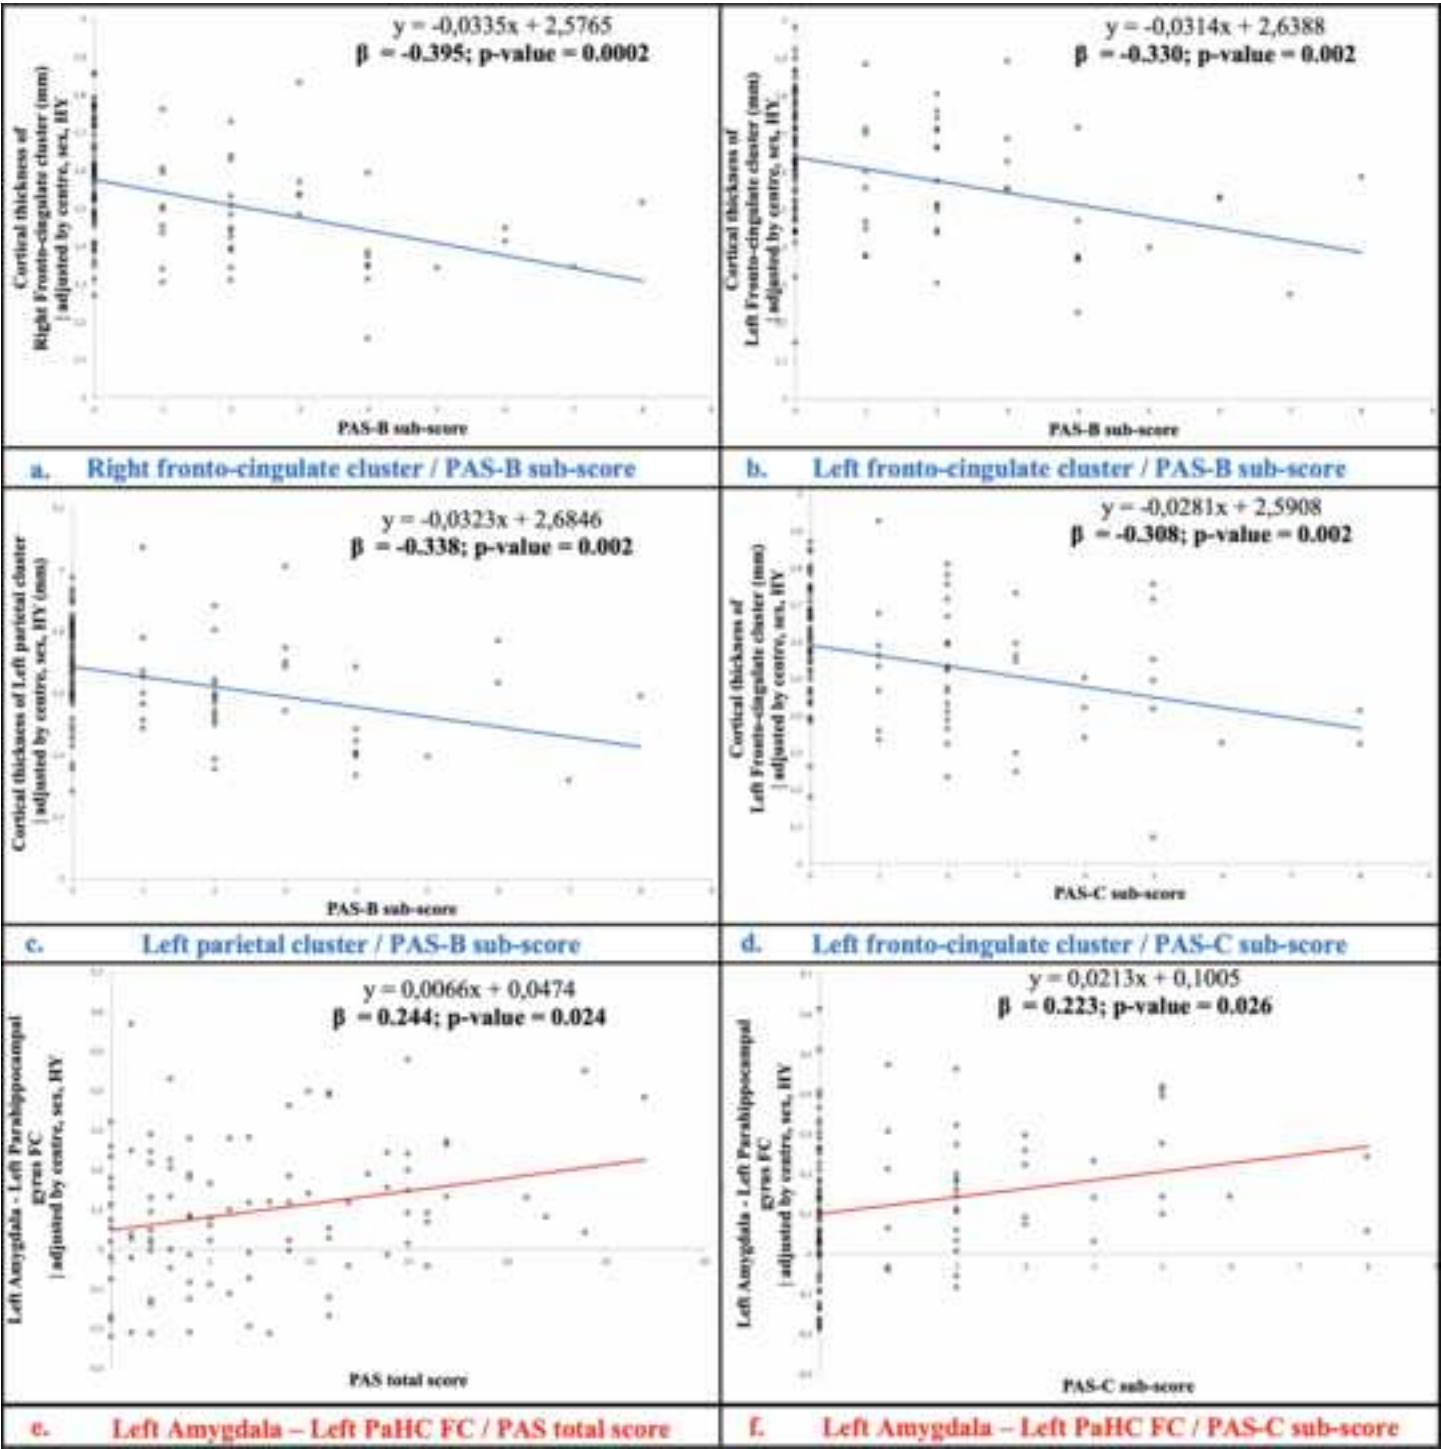 y = -0,0335x + 2,5765
β = -0.395; p-value = 0.0002
Cortical thickness of
Right Fronto-cingulate cluster (mm)
| adjusted by centre, sex, HY
PAS-B sub-score
a. Right fronto-cingulate cluster / PAS-B sub-score
y = -0,0314x + 2,6388
β = -0.330; p-value = 0.002
Cortical thickness of
Left Fronto-cingulate cluster (mm)
| adjusted by centre, sex, HY
PAS-B sub-score
b. Left fronto-cingulate cluster / PAS-B sub-score
y = -0,0323x + 2,6846
β = -0.338; p-value = 0.002
Cortical thickness of Left parietal cluster
| adjusted by centre, sex, HY (mm)
PAS-B sub-score
c. Left parietal cluster / PAS-B sub-score
y = -0,0281x + 2,5908
β = -0.308; p-value = 0.002
Cortical thickness of
Left Fronto-cingulate cluster (mm)
| adjusted by centre, sex, HY
PAS-C sub-score
d. Left fronto-cingulate cluster / PAS-C sub-score
y = 0,0066x + 0,0474
β = 0.244; p-value = 0.024
Left Amygdala - Left Parahippocampal
gyrus FC
| adjusted by centre, sex, HY
PAS total score
e. Left Amygdala – Left PaHC FC / PAS total score
y = 0,0213x + 0,1005
β = 0.223; p-value = 0.026
Left Amygdala - Left Parahippocampal
gyrus FC
| adjusted by centre, sex, HY
PAS-C sub-score
f. Left Amygdala – Left PaHC FC / PAS-C sub-score